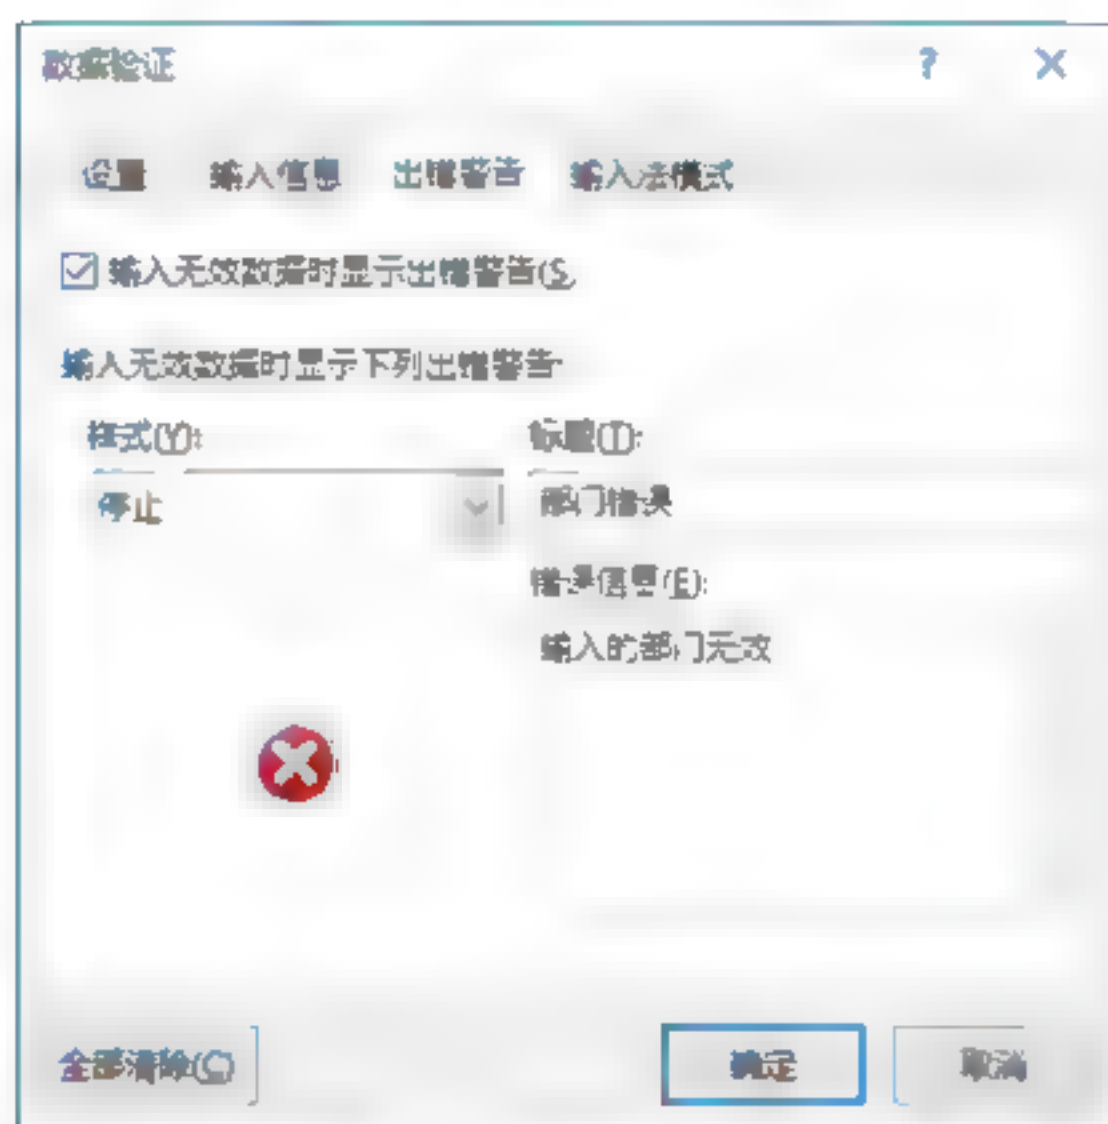 数据验证 ? ×
设置 输入信息 出错警告 输入法模式
输入无效数据时显示出错警告(S
输入无效数据时显示下列出错警告:
样式(Y): 标题(T):
停止 部门错误
错误信息(E):
输入的部门无效
全部清除(C) 确定 取消